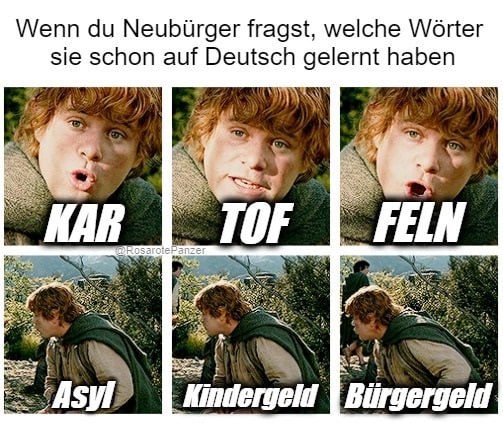 Wenn du Neubürger fragst, welche Wörter
sie schon auf Deutsch gelernt haben
KAR TOF FELN
@RosarotePanzer
Asyl Kindergeld Bürgergeld